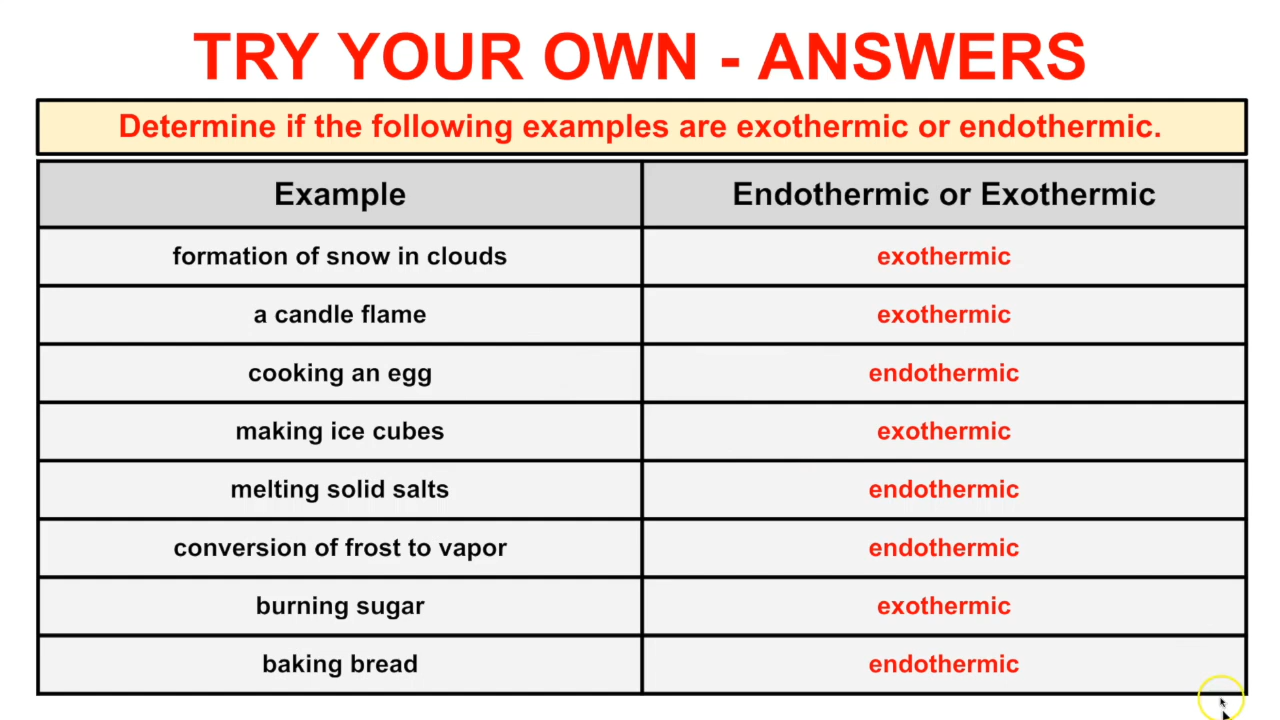 TRY YOUR OWN - ANSWERS
Determine if the following examples are exothermic or endothermic.
Example Endothermic or Exothermic
formation of snow in clouds exothermic
a candle flame exothermic
cooking an egg endothermic
making ice cubes exothermic
melting solid salts endothermic
conversion of frost to vapor endothermic
burning sugar exothermic
baking bread endothermic